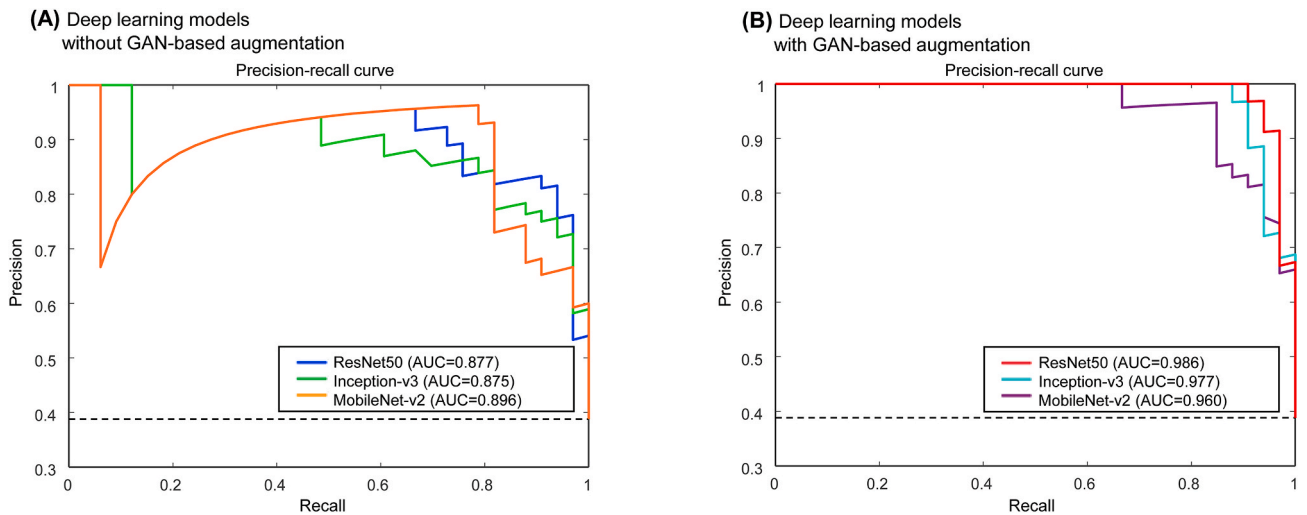 (A) Deep learning models
without GAN-based augmentation
Precision-recall curve
1
0.9
0.8
0.7
0.6
0.5
0.4
0.3
Precision
0
0.2
0.4
0.6
0.8
1
Recall
ResNet50 (AUC=0.877)
Inception-v3 (AUC=0.875)
MobileNet-v2 (AUC=0.896)
(B) Deep learning models
with GAN-based augmentation
Precision-recall curve
1
0.9
0.8
0.7
0.6
0.5
0.4
0.3
Precision
0
0.2
0.4
0.6
0.8
1
Recall
ResNet50 (AUC=0.986)
Inception-v3 (AUC=0.977)
MobileNet-v2 (AUC=0.960)